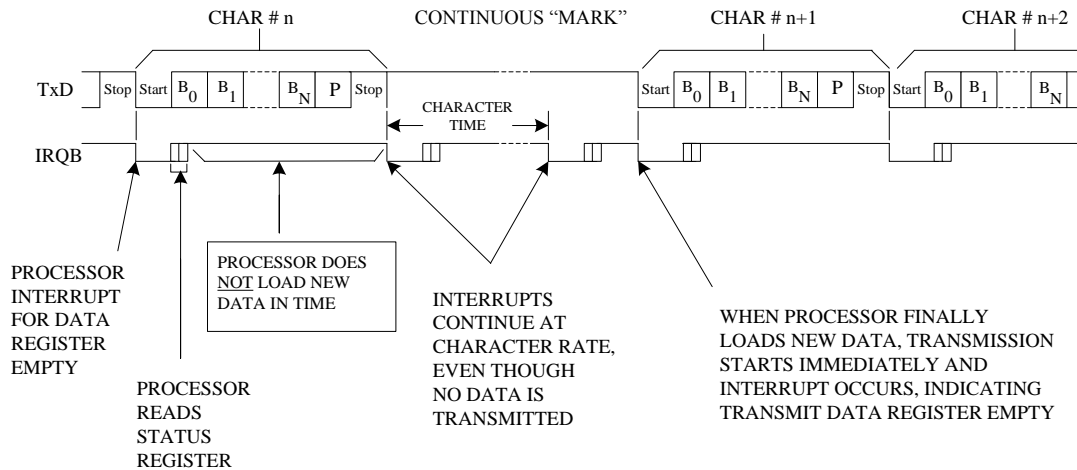 CHAR # n
CONTINUOUS “MARK”
CHAR # n+1
CHAR # n+2
TxD
Stop Start B0 B1 BN P Stop
Start B0 B1 BN P Stop Start B0 B1 BN
CHARACTER
TIME
IRQB
PROCESSOR
INTERRUPT
FOR DATA
REGISTER
EMPTY
PROCESSOR
READS
STATUS
REGISTER
PROCESSOR DOES
NOT LOAD NEW
DATA IN TIME
INTERRUPTS
CONTINUE AT
CHARACTER RATE,
EVEN THOUGH
NO DATA IS
TRANSMITTED
WHEN PROCESSOR FINALLY
LOADS NEW DATA, TRANSMISSION
STARTS IMMEDIATELY AND
INTERRUPT OCCURS, INDICATING
TRANSMIT DATA REGISTER EMPTY